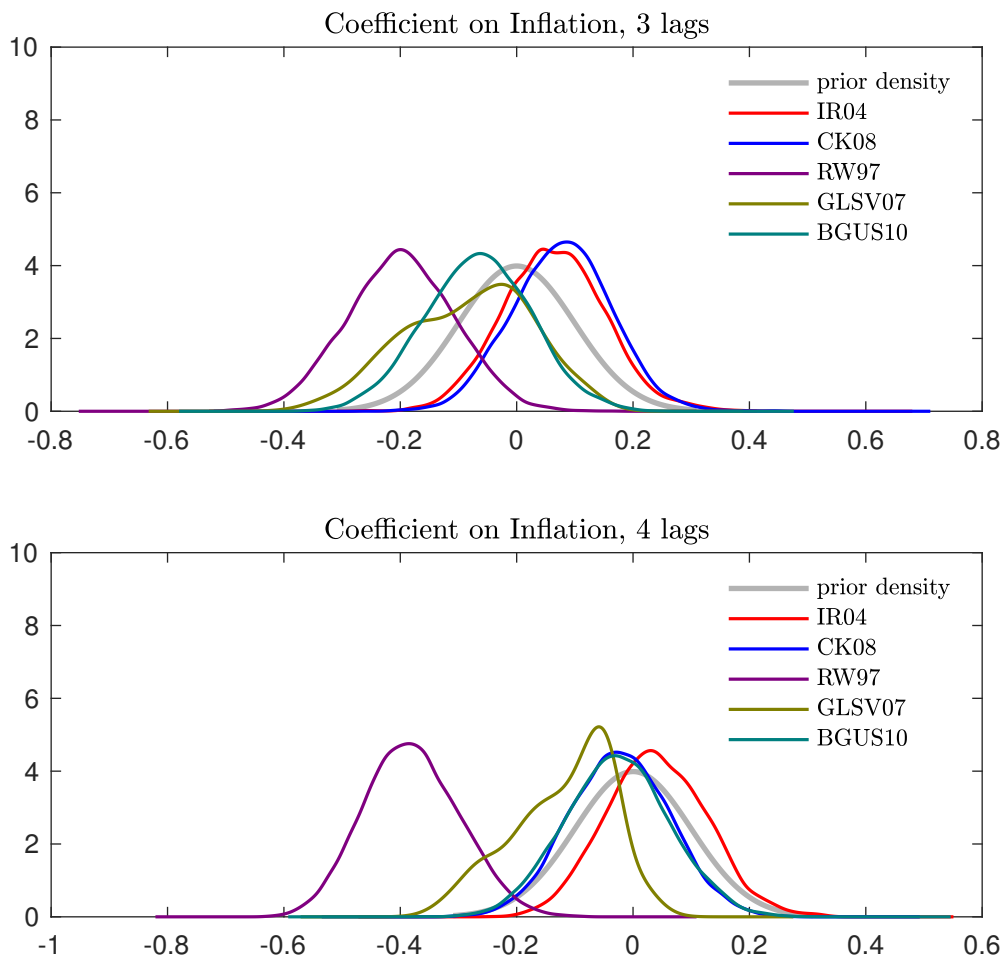 Coefficient on Inflation, 3 lags
10
8
6
4
2
0
prior density
IR04
CK08
RW97
GLSV07
BGUS10
-0.8 -0.6 -0.4 -0.2 0 0.2 0.4 0.6 0.8
Coefficient on Inflation, 4 lags
10
8
6
4
2
0
prior density
IR04
CK08
RW97
GLSV07
BGUS10
-1 -0.8 -0.6 -0.4 -0.2 0 0.2 0.4 0.6